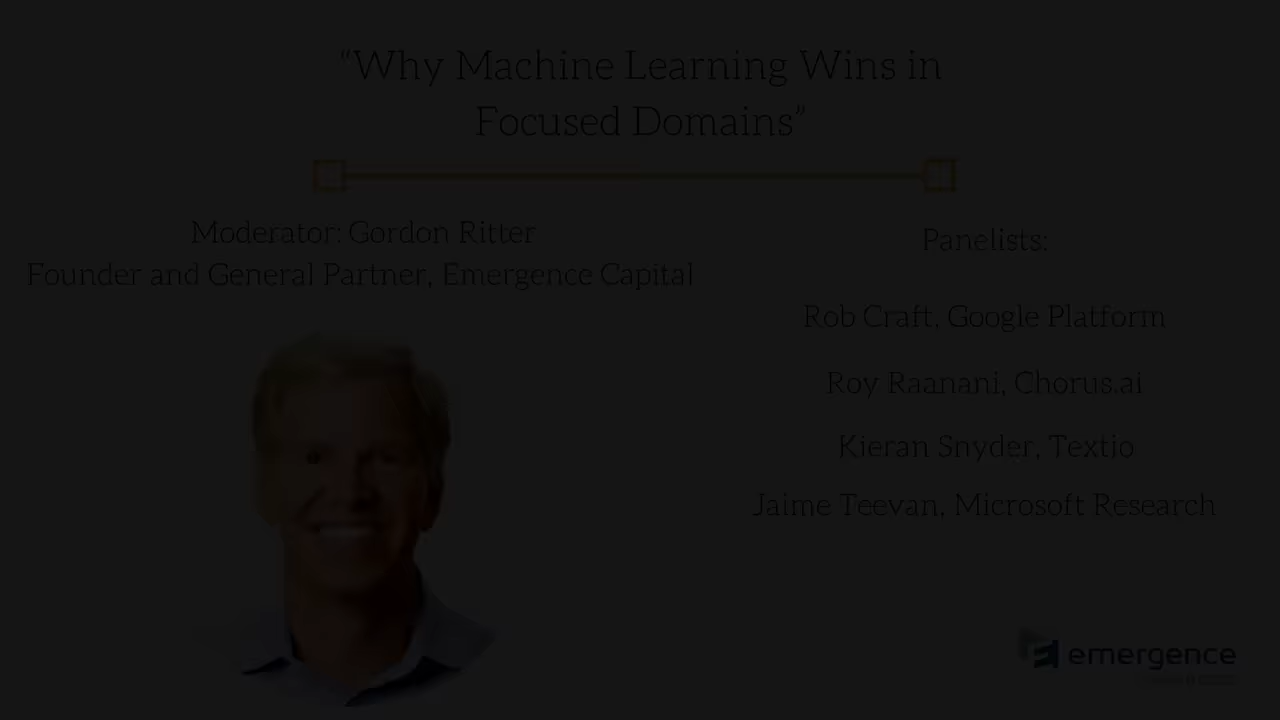 “Why Machine Learning Wins in
Focused Domains”
Moderator: Gordon Ritter
Founder and General Partner, Emergence Capital
Panelists:
Rob Craft, Google Platform
Roy Raanani, Chorus.ai
Kieran Snyder, Textio
Jaime Teevan, Microsoft Research
emergence